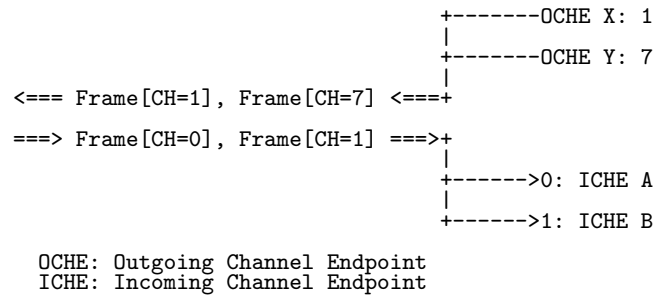 +-------OCHE X: 1
|
+-------OCHE Y: 7
|
<=== Frame[CH=1], Frame[CH=7] <===+
===> Frame[CH=0], Frame[CH=1] ===>+
|
+------>0: ICHE A
|
+------>1: ICHE B
OCHE: Outgoing Channel Endpoint
ICHE: Incoming Channel Endpoint